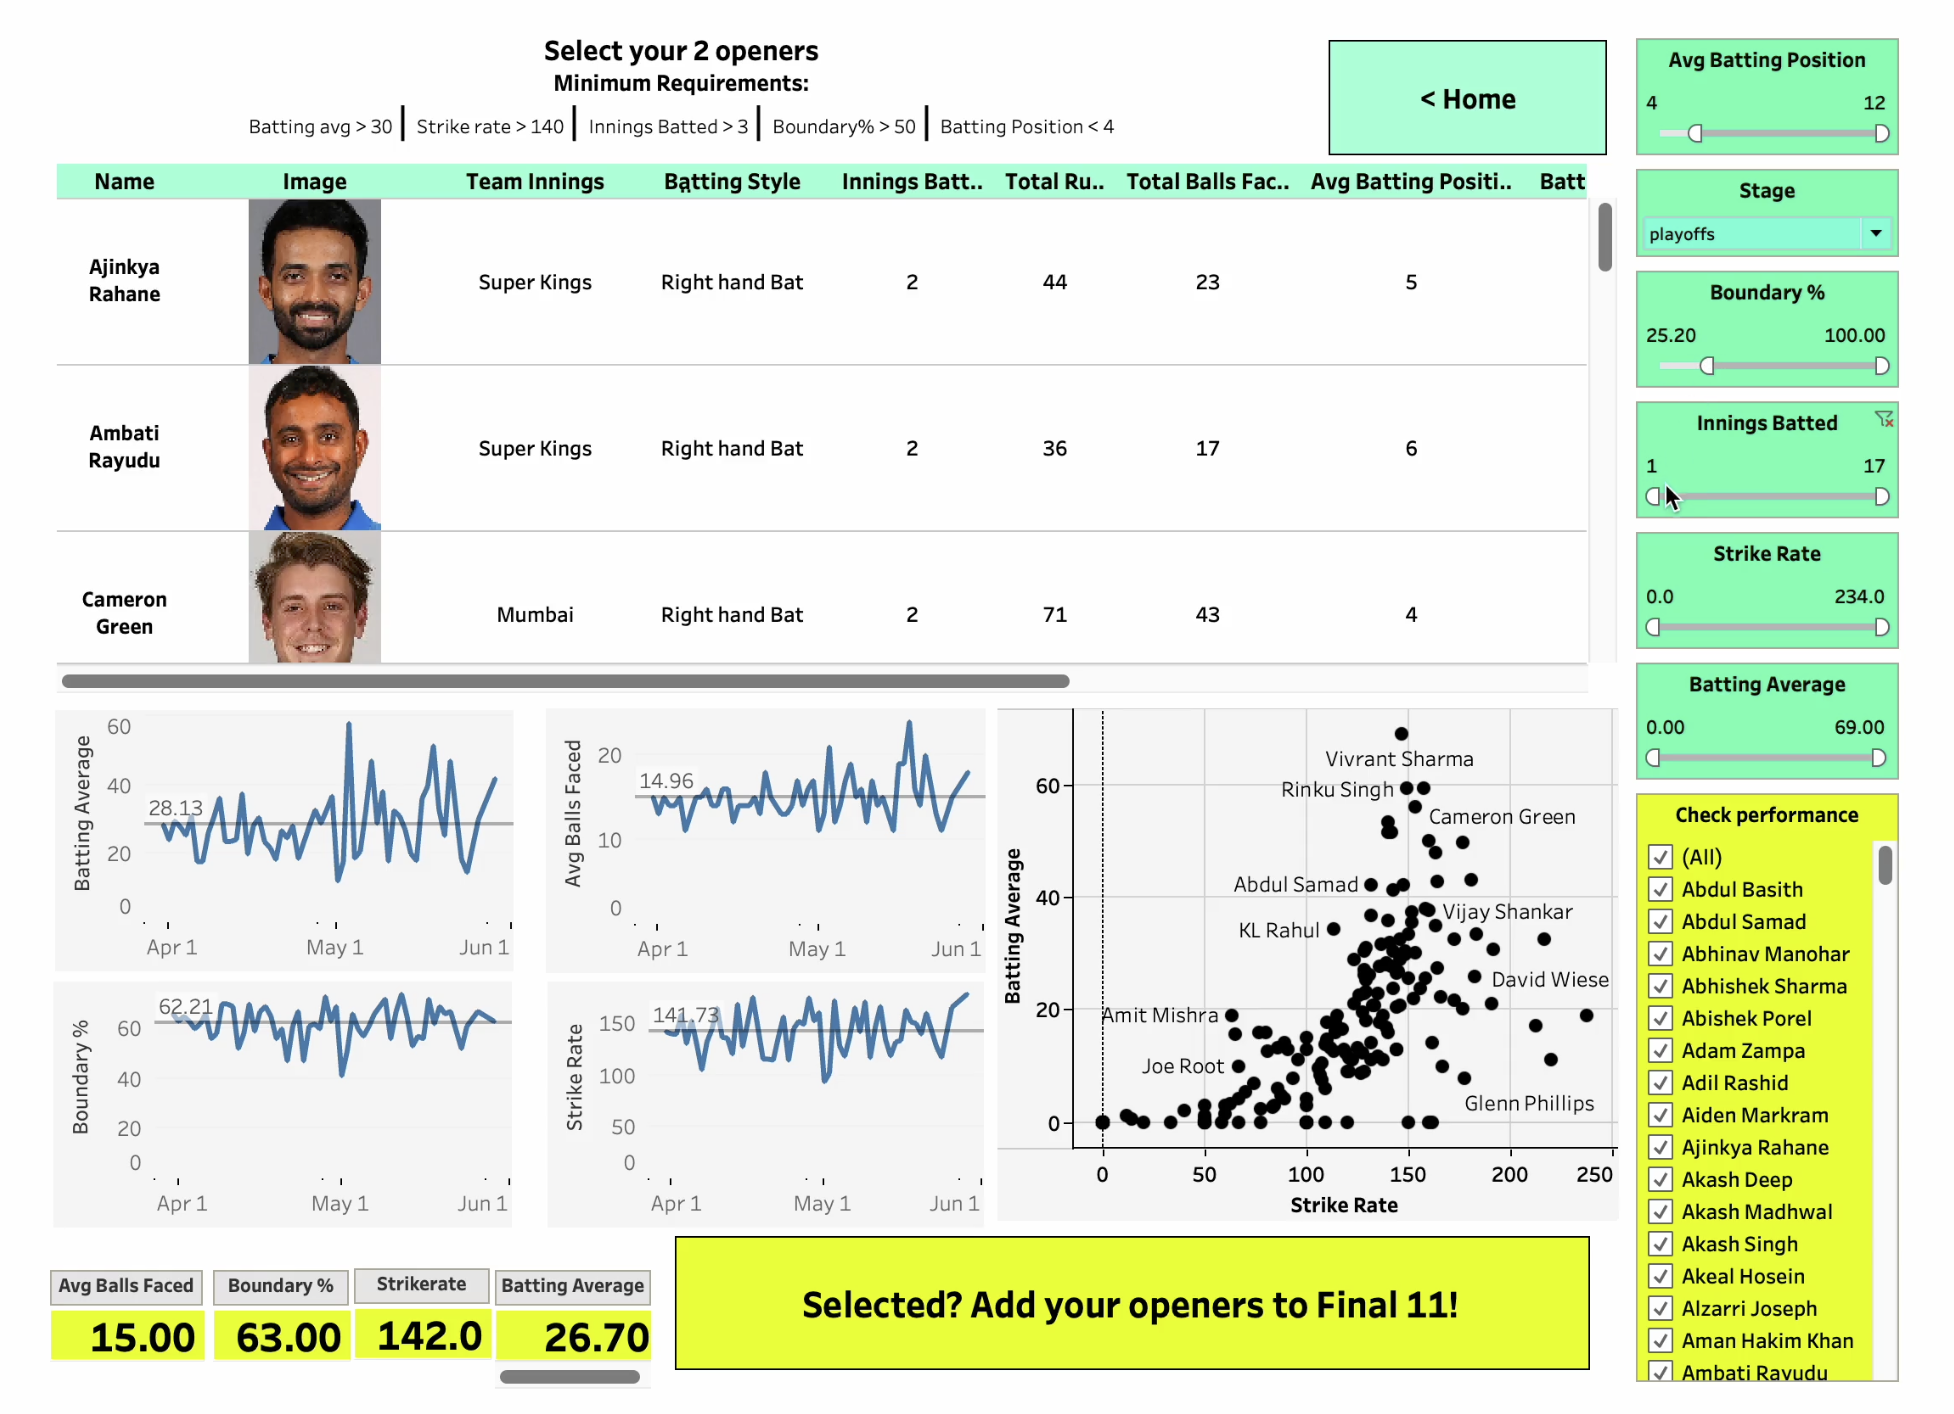 Select your 2 openers
Minimum Requirements:
Batting avg > 30 | Strike rate > 140 | Innings Batted > 3 | Boundary% > 50 | Batting Position < 4
< Home
Name Image Team Innings Batting Style Innings Batt.. Total Ru.. Total Balls Fac.. Avg Batting Positi.. Batt
Ajinkya Rahane Super Kings Right hand Bat 2 44 23 5
Ambati Rayudu Super Kings Right hand Bat 2 36 17 6
Cameron Green Mumbai Right hand Bat 2 71 43 4
Avg Batting Position
4 12
Stage
playoffs
Boundary %
25.20 100.00
Innings Batted
1 17
Strike Rate
0.0 234.0
Batting Average
0.00 69.00
Batting Average
60
40
20
0
28.13
Apr 1 May 1 Jun 1
Avg Balls Faced
20
10
0
14.96
Apr 1 May 1 Jun 1
Boundary %
60
40
20
0
62.21
Apr 1 May 1 Jun 1
Strike Rate
150
100
50
0
141.73
Apr 1 May 1 Jun 1
Batting Average
60
40
20
0
Vivrant Sharma
Rinku Singh
Cameron Green
Abdul Samad
Vijay Shankar
KL Rahul
David Wiese
Amit Mishra
Joe Root
Glenn Phillips
0 50 100 150 200 250
Strike Rate
Check performance
(All)
Abdul Basith
Abdul Samad
Abhinav Manohar
Abhishek Sharma
Abishek Porel
Adam Zampa
Adil Rashid
Aiden Markram
Ajinkya Rahane
Akash Deep
Akash Madhwal
Akash Singh
Akeal Hosein
Alzarri Joseph
Aman Hakim Khan
Ambati Rayudu
Avg Balls Faced Boundary % Strikerate Batting Average
15.00 63.00 142.0 26.70
Selected? Add your openers to Final 11!